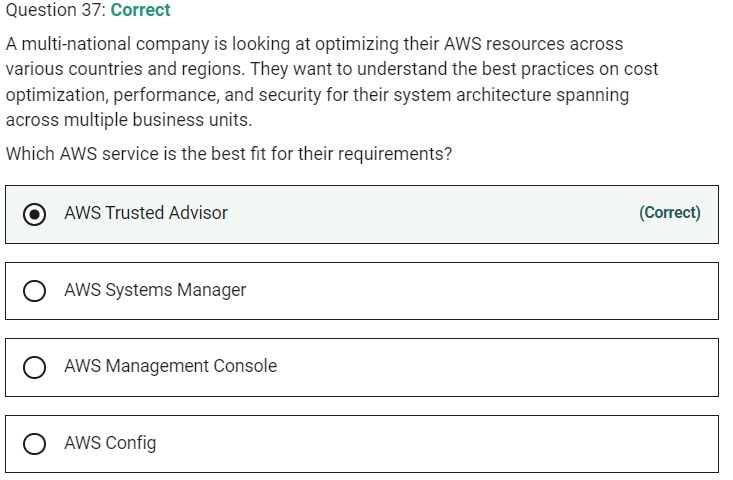 Question 37: Correct
A multi-national company is looking at optimizing their AWS resources across
various countries and regions. They want to understand the best practices on cost
optimization, performance, and security for their system architecture spanning
across multiple business units.
Which AWS service is the best fit for their requirements?
AWS Trusted Advisor (Correct)
AWS Systems Manager
AWS Management Console
AWS Config